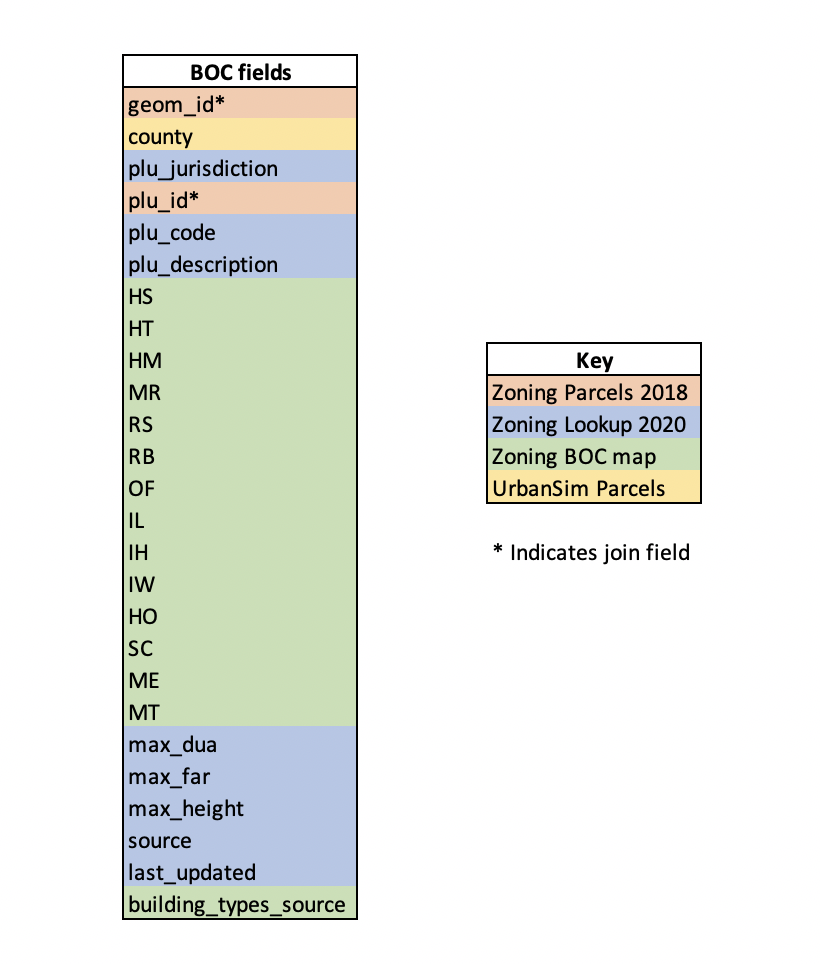 BOC fields
geom_id*
county
plu_jurisdiction
plu_id*
plu_code
plu_description
HS
HT
HM
MR
RS
RB
OF
IL
IH
IW
HO
SC
ME
MT
max_dua
max_far
max_height
source
last_updated
building_types_source
Key
Zoning Parcels 2018
Zoning Lookup 2020
Zoning BOC map
UrbanSim Parcels
* Indicates join field